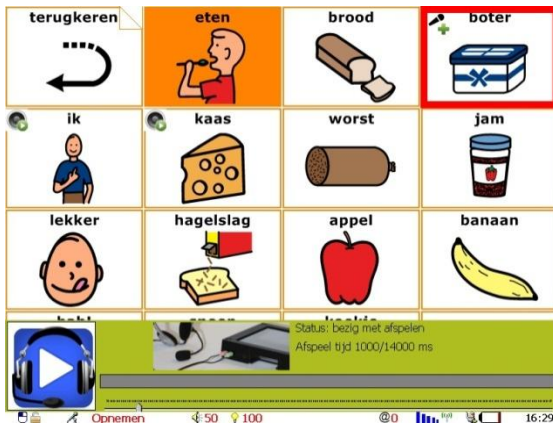 terugkeren eten brood boter
ik kaas worst jam
lekker hagelslag appel banaan
Status: bezig met afspelen
Afspeel tijd 1000/14000 ms
Opnemen 50 100 @0 16:29